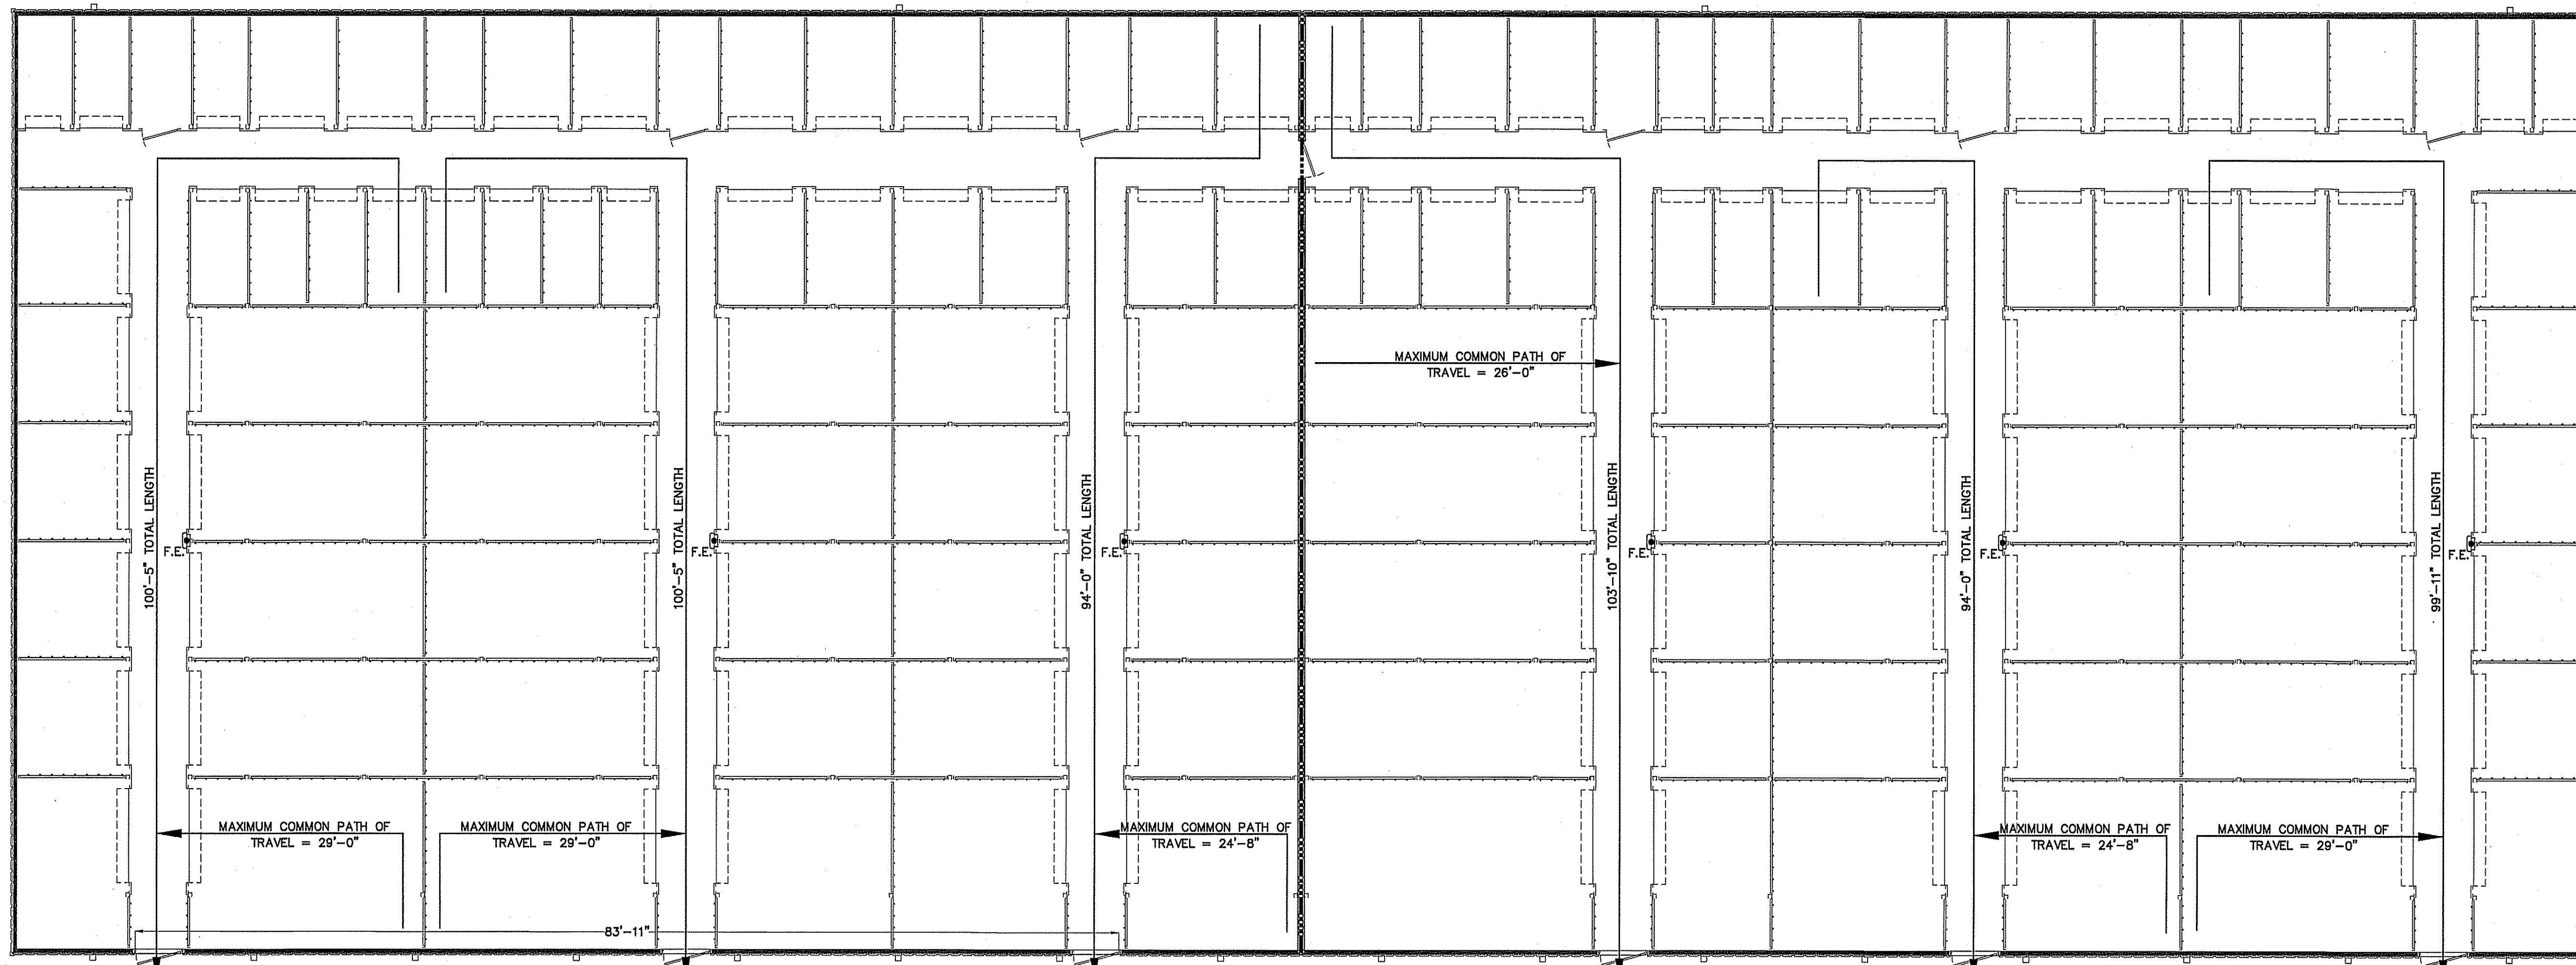 MAXIMUM COMMON PATH OF
TRAVEL = 26'-0"
100'-5" TOTAL LENGTH
F.E.
100'-5" TOTAL LENGTH
F.E.
94'-0" TOTAL LENGTH
F.E.
103'-10" TOTAL LENGTH
F.E.
94'-0" TOTAL LENGTH
F.E.
99'-11" TOTAL LENGTH
F.E.
MAXIMUM COMMON PATH OF
TRAVEL = 29'-0"
MAXIMUM COMMON PATH OF
TRAVEL = 29'-0"
MAXIMUM COMMON PATH OF
TRAVEL = 24'-8"
MAXIMUM COMMON PATH OF
TRAVEL = 24'-8"
MAXIMUM COMMON PATH OF
TRAVEL = 29'-0"
83'-11"